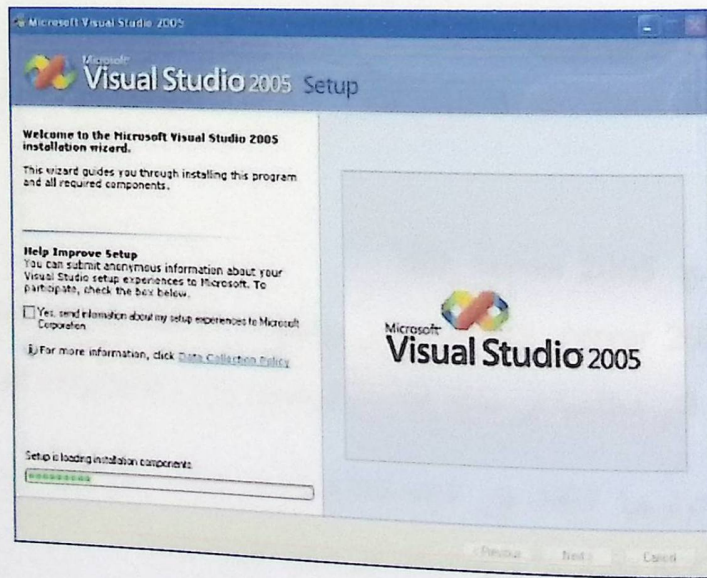 Microsoft Visual Studio 2005
Microsoft
Visual Studio 2005 Setup
Welcome to the Microsoft Visual Studio 2005
installation wizard.
This wizard guides you through installing this program
and all required components.
Help Improve Setup
You can submit anonymous information about your
Visual Studio setup experiences to Microsoft. To
participate, check the box below.
Yes, send information about my setup experiences to Microsoft
Corporation
For more information, click Data Collection Policy
Setup is loading installation components.
Microsoft
Visual Studio 2005
< Previous Next > Cancel